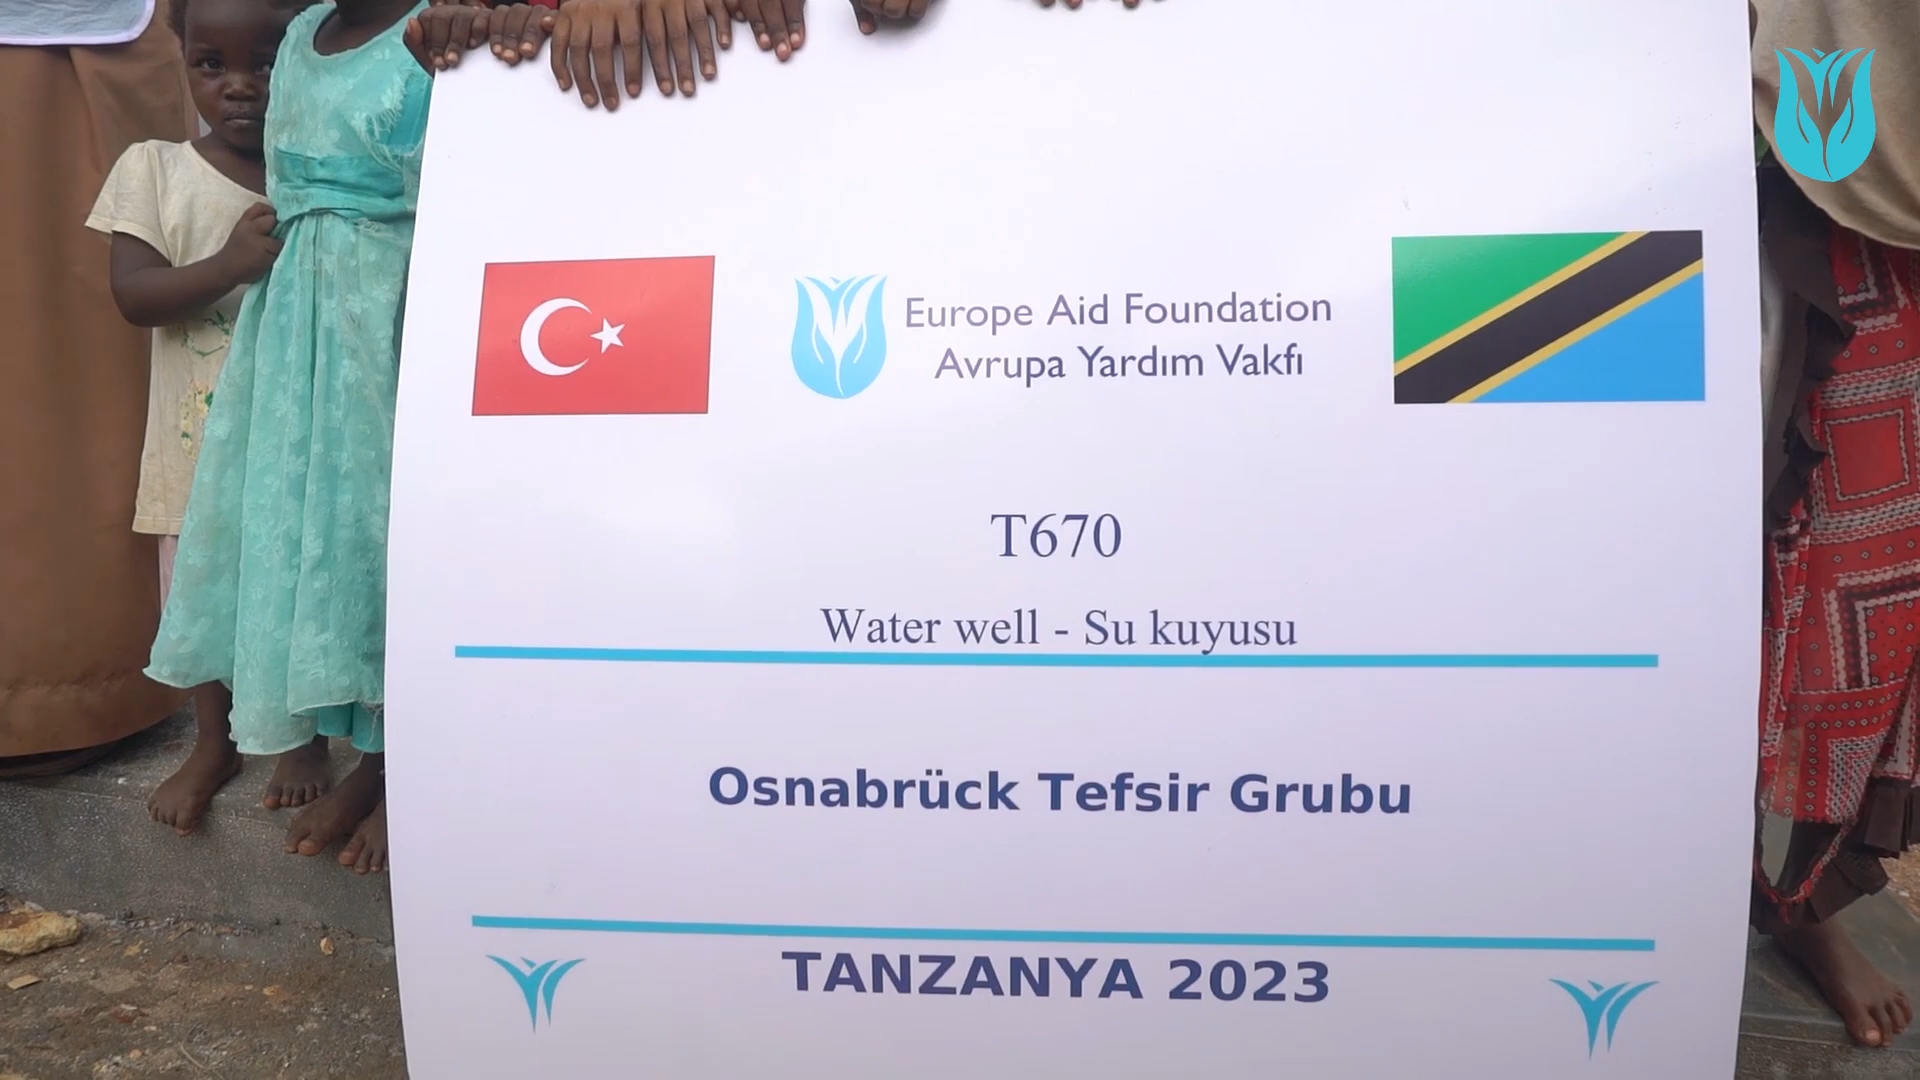 Europe Aid Foundation
Avrupa Yardım Vakfı
T670
Water well - Su kuyusu
Osnabrück Tefsir Grubu
TANZANYA 2023